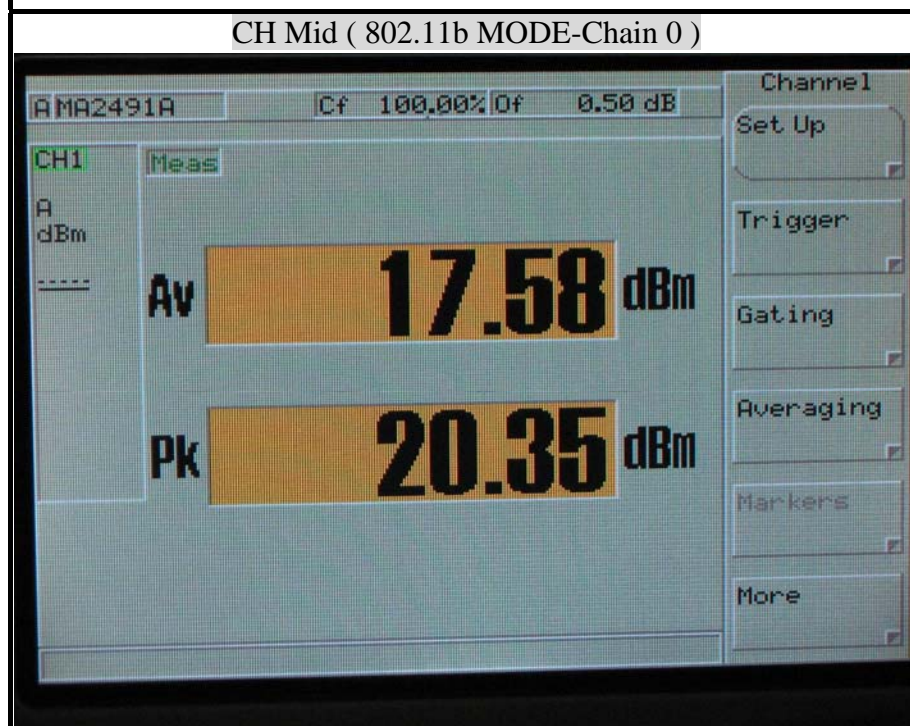 CH Mid ( 802.11b MODE-Chain 0 )
A MA2491A Cf 100.00% Of 0.50 dB
CH1 Meas
A
dBm
-----
Av 17.58 dBm
Pk 20.35 dBm
Channel
Set Up
Trigger
Gating
Averaging
Markers
More